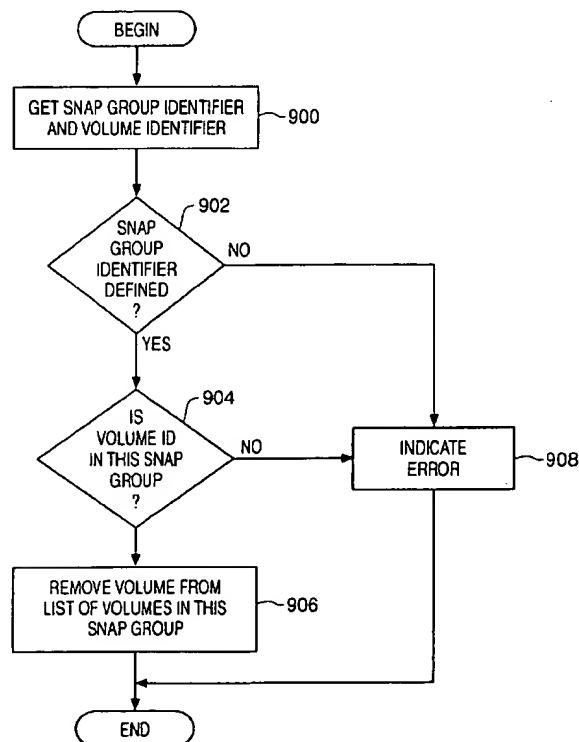 BEGIN
GET SNAP GROUP IDENTIFIER
AND VOLUME IDENTIFIER
900
902
SNAP
GROUP
IDENTIFIER
DEFINED
?
NO
YES
904
IS
VOLUME ID
IN THIS SNAP
GROUP
?
NO
INDICATE
ERROR
908
REMOVE VOLUME FROM
LIST OF VOLUMES IN THIS
SNAP GROUP
906
END